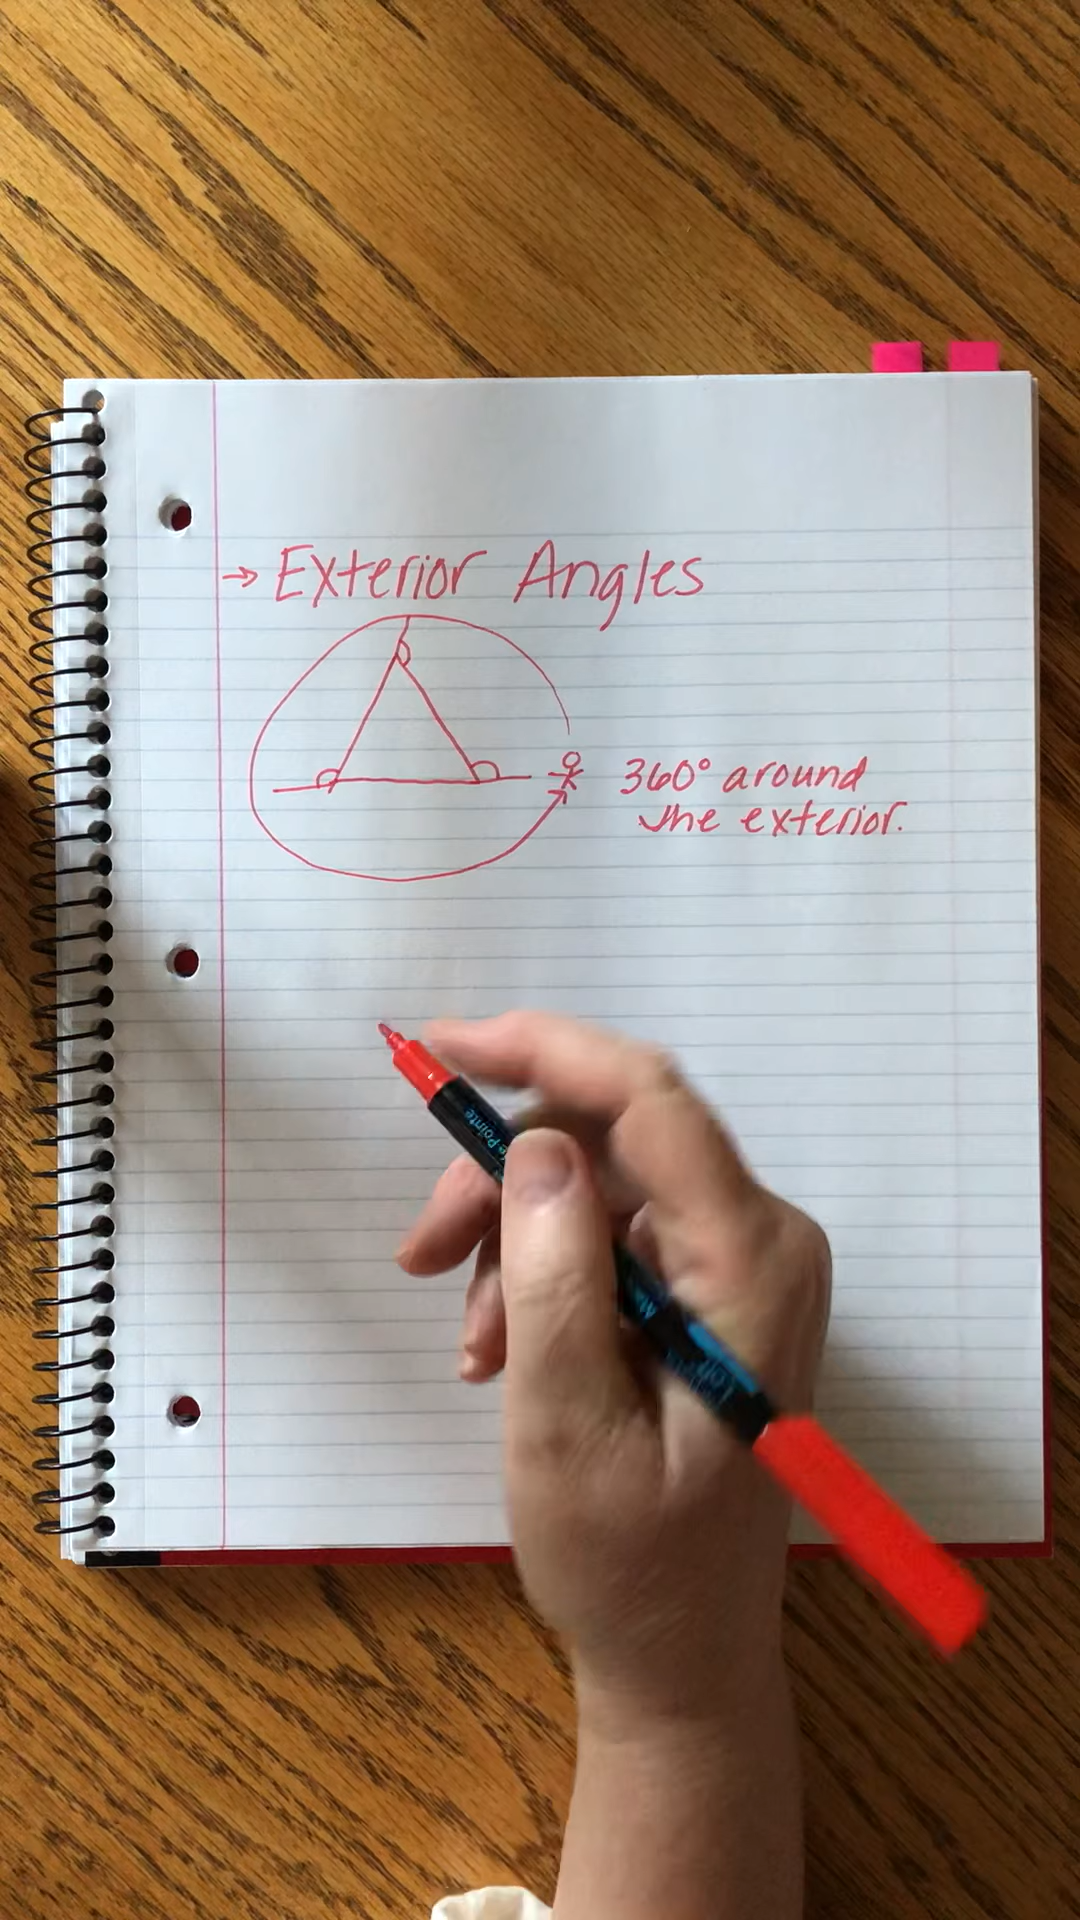 → Exterior Angles
360° around
the exterior.